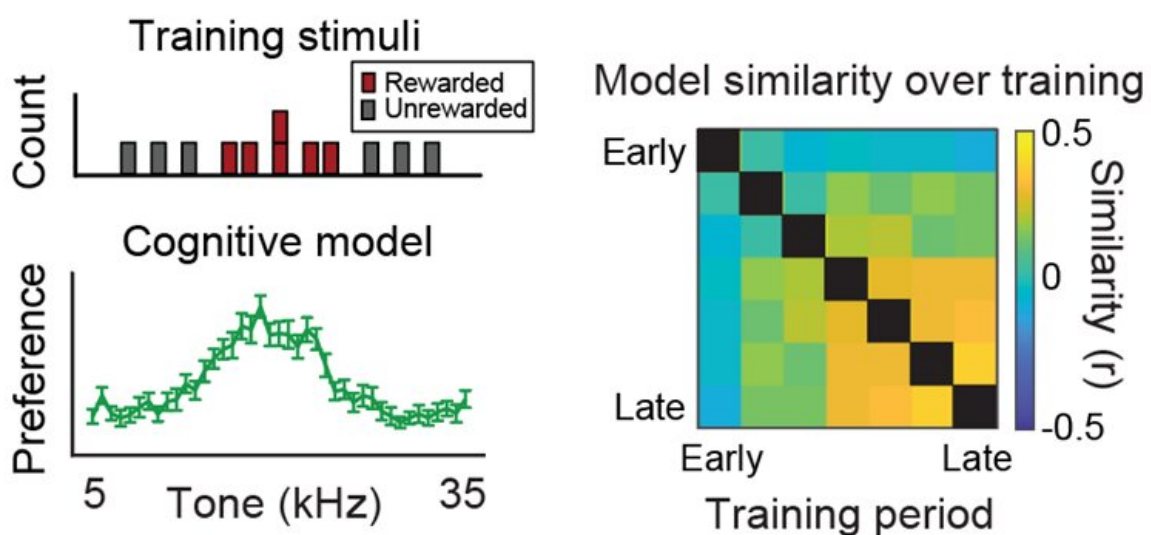 Training stimuli
Count
Rewarded
Unrewarded
Cognitive model
Preference
5
Tone (kHz)
35
Model similarity over training
Early
Late
Early
Late
Training period
0.5
0
-0.5
Similarity (r)